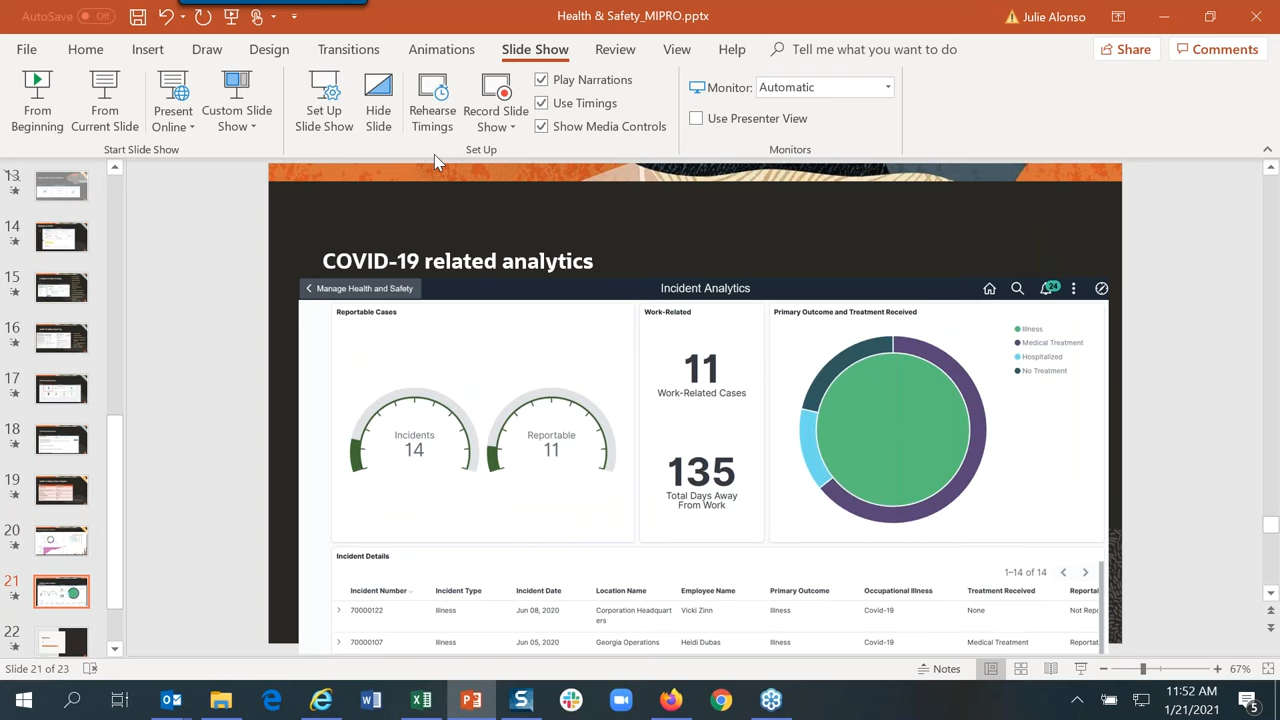 AutoSave Off
Health & Safety_MIPRO.pptx
Julie Alonso
File Home Insert Draw Design Transitions Animations Slide Show Review View Help Tell me what you want to do
Share Comments
From Beginning
From Current Slide
Present Online
Custom Slide Show
Set Up Slide Show
Hide Slide
Rehearse Timings
Record Slide Show
Play Narrations
Use Timings
Show Media Controls
Monitor: Automatic
Use Presenter View
Start Slide Show
Set Up
Monitors
14
15
16
17
18
19
20
21
22
COVID-19 related analytics
Manage Health and Safety
Incident Analytics
24
Reportable Cases
Incidents
14
Reportable
11
Work-Related
11
Work-Related Cases
135
Total Days Away
From Work
Primary Outcome and Treatment Received
Illness
Medical Treatment
Hospitalized
No Treatment
Incident Details
1–14 of 14
Incident Number Incident Type Incident Date Location Name Employee Name Primary Outcome Occupational Illness Treatment Received Reportal
70000122 Illness Jun 08, 2020 Corporation Headquart
ers Vicki Zinn Illness Covid-19 None Not Repo
70000107 Illness Jun 05, 2020 Georgia Operations Heidi Dubas Illness Covid-19 Medical Treatment Reportab
Slide 21 of 23
Notes
67%
11:52 AM
1/21/2021
5